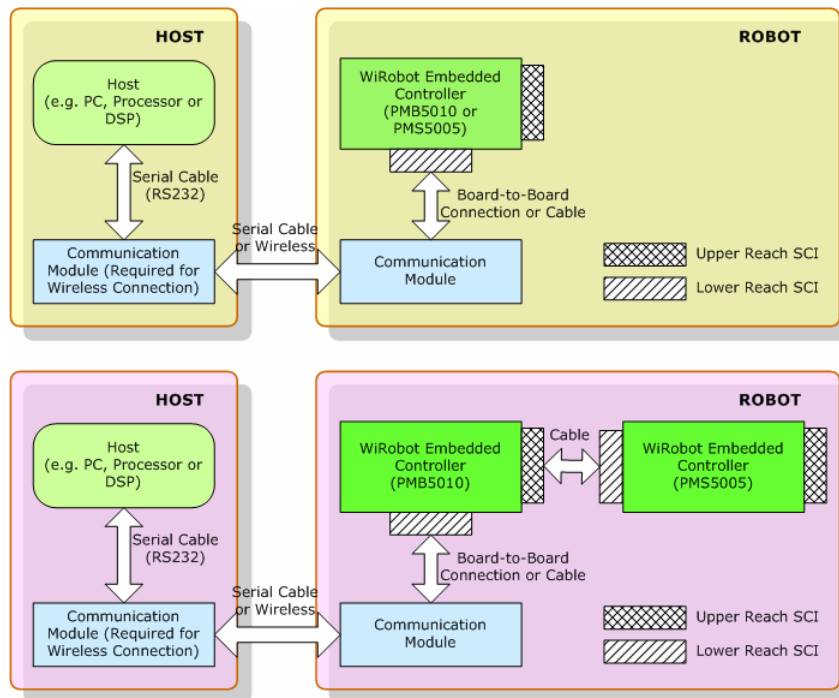 HOST
Host
(e.g. PC, Processor or
DSP)
Serial Cable
(RS232)
Communication
Module (Required for
Wireless Connection)
Serial Cable
or Wireless
ROBOT
WiRobot Embedded
Controller
(PMB5010 or
PMS5005)
Board-to-Board
Connection or Cable
Communication
Module
Upper Reach SCI
Lower Reach SCI
HOST
Host
(e.g. PC, Processor or
DSP)
Serial Cable
(RS232)
Communication
Module (Required for
Wireless Connection)
Serial Cable
or Wireless
ROBOT
WiRobot Embedded
Controller
(PMB5010)
Cable
WiRobot Embedded
Controller
(PMS5005)
Board-to-Board
Connection or Cable
Communication
Module
Upper Reach SCI
Lower Reach SCI